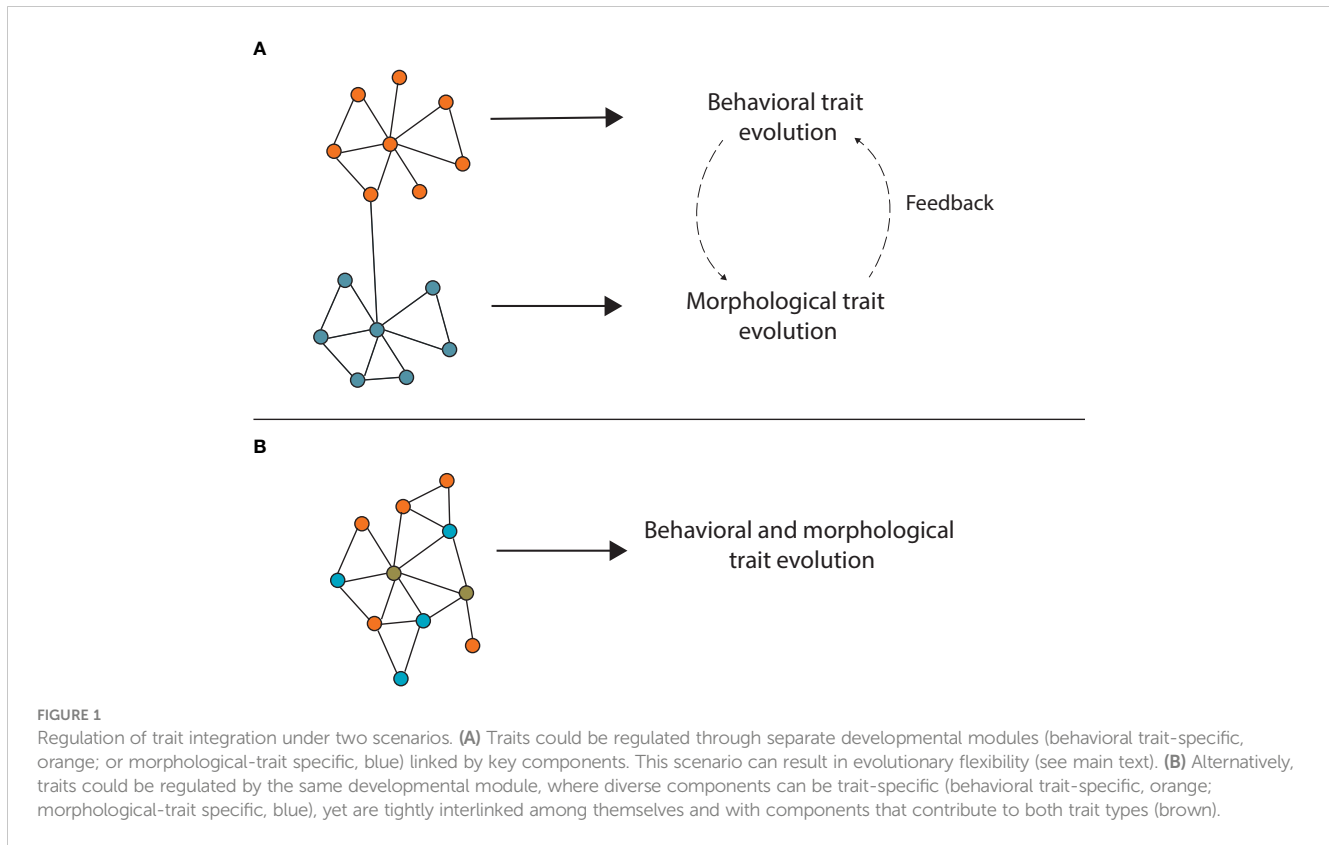 A
Behavioral trait
evolution
Feedback
Morphological trait
evolution
B
Behavioral and morphological
trait evolution
FIGURE 1
Regulation of trait integration under two scenarios. (A) Traits could be regulated through separate developmental modules (behavioral trait-specific,
orange; or morphological-trait specific, blue) linked by key components. This scenario can result in evolutionary flexibility (see main text). (B) Alternatively,
traits could be regulated by the same developmental module, where diverse components can be trait-specific (behavioral trait-specific, orange;
morphological-trait specific, blue), yet are tightly interlinked among themselves and with components that contribute to both trait types (brown).